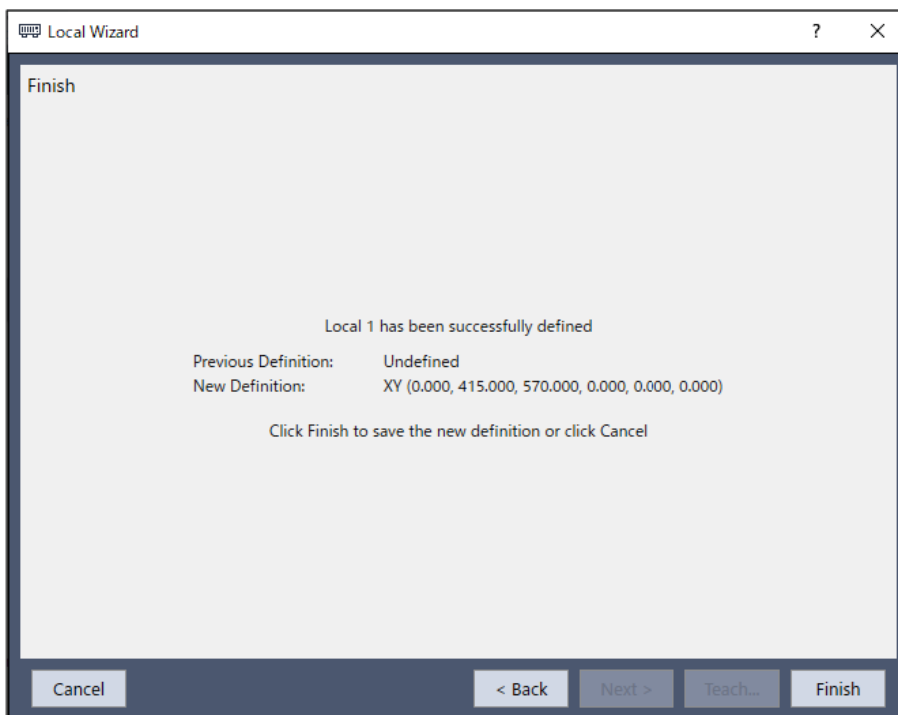 Local Wizard
?
Finish
Local 1 has been successfully defined
Previous Definition: Undefined
New Definition: XY (0.000, 415.000, 570.000, 0.000, 0.000, 0.000)
Click Finish to save the new definition or click Cancel
Cancel
< Back
Next >
Teach...
Finish